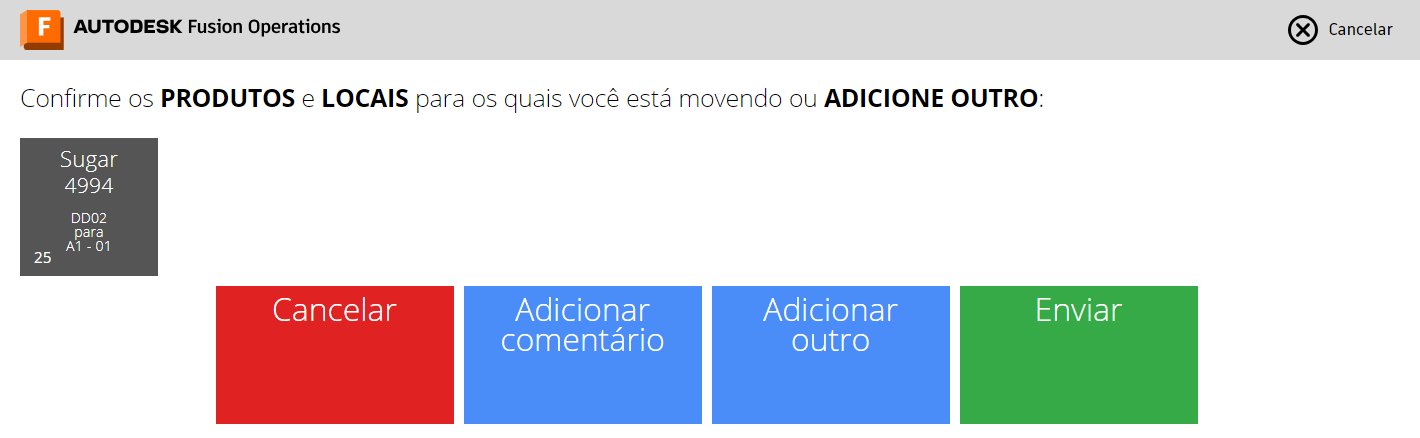 F AUTODESK Fusion Operations
Cancelar
Confirme os PRODUTOS e LOCAIS para os quais você está movendo ou ADICIONE OUTRO:
Sugar
4994
DD02
para
A1 - 01
25
Cancelar
Adicionar
comentário
Adicionar
outro
Enviar